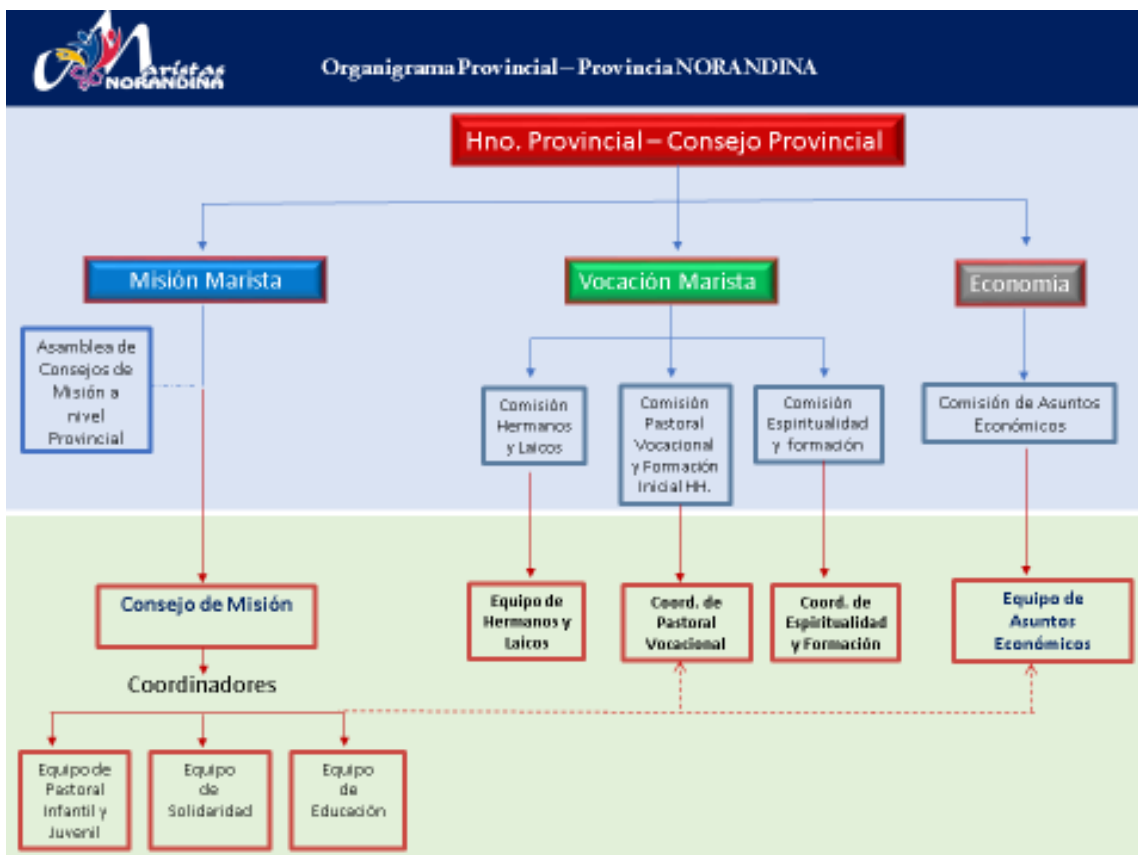 Maristas
NORANDINA
Organigrama Provincial – Provincia NORANDINA
Hno. Provincial – Consejo Provincial
Misión Marista
Vocación Marista
Economía
Asamblea de
Consejos de
Misión a
nivel
Provincial
Comisión
Hermanos
y Laicos
Comisión
Pastoral
Vocacional
y Formación
Inicial HH.
Comisión
Espiritualidad
y formación
Comisión de Asuntos
Económicos
Consejo de Misión
Equipo de
Hermanos y
Laicos
Coord. de
Pastoral
Vocacional
Coord. de
Espiritualidad
y Formación
Equipo de
Asuntos
Económicos
Coordinadores
Equipo de
Pastoral
Infantil y
Juvenil
Equipo
de
Solidaridad
Equipo
de
Educación